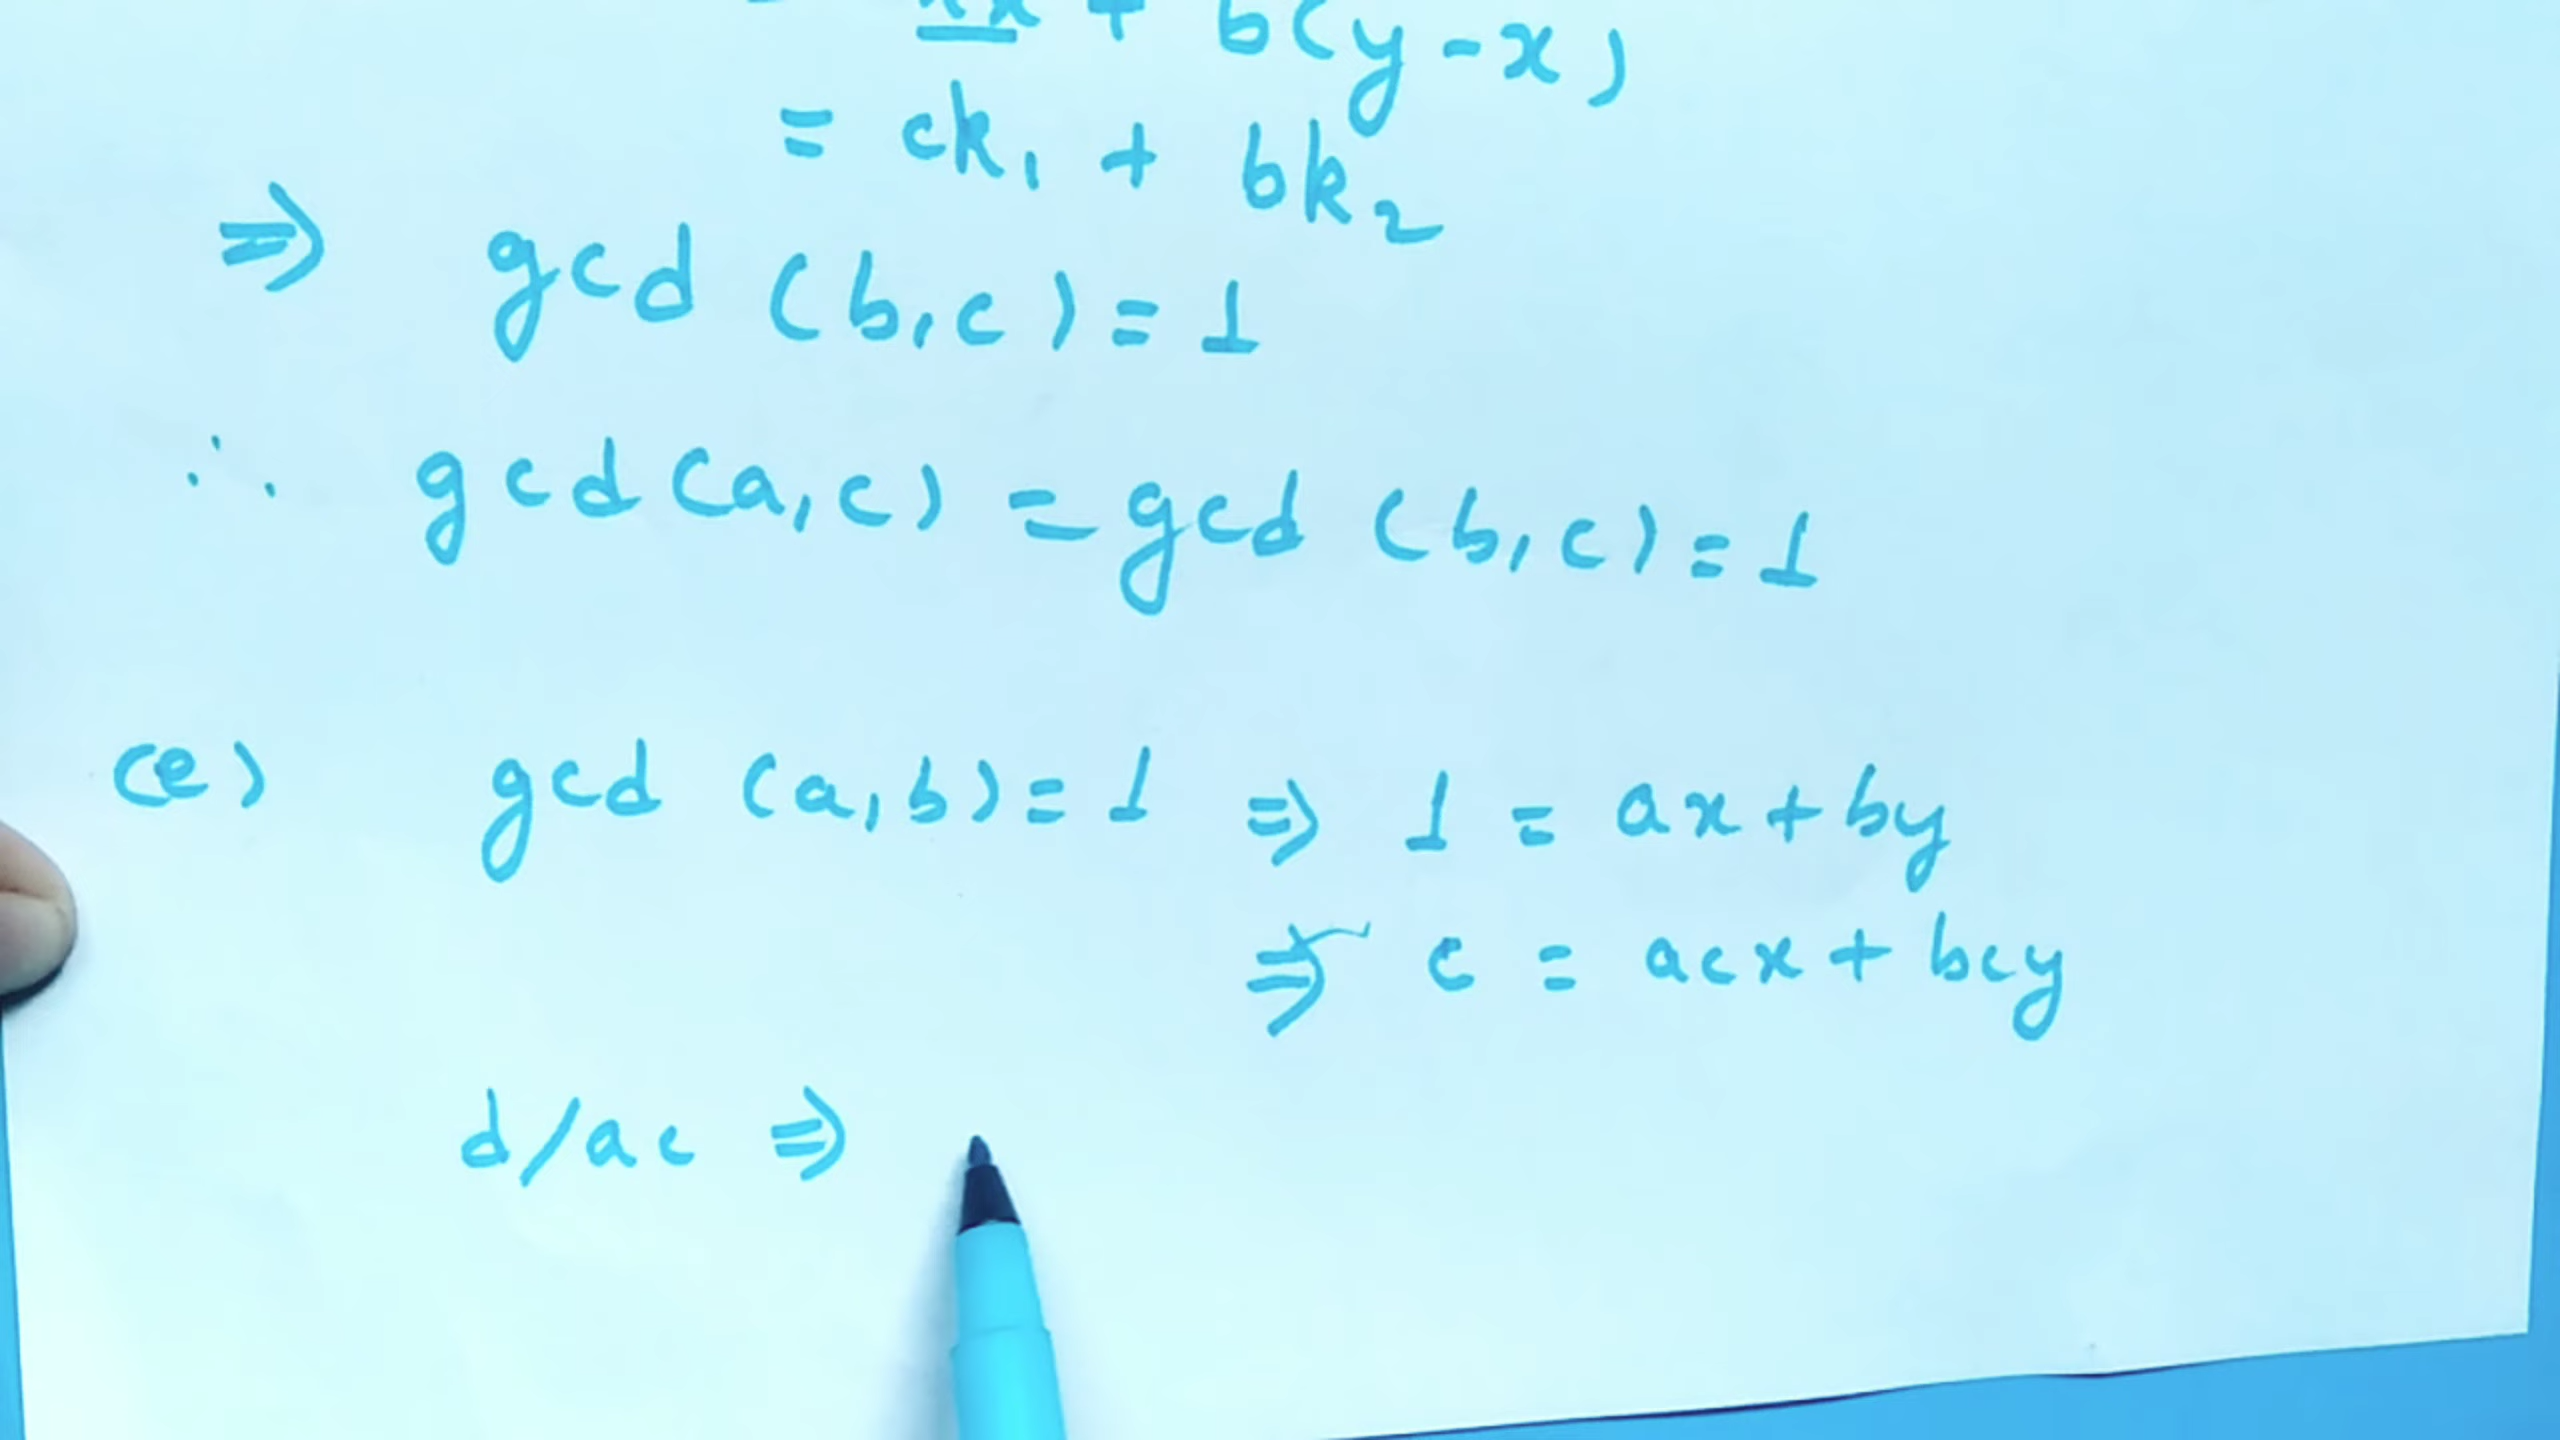 + b(y-x)
= ck₁ + bk₂
⇒ gcd (b,c) = 1
∴ gcd (a,c) = gcd (b,c) = 1
(e) gcd (a,b) = 1 ⇒ 1 = ax + by
⇒ c = acx + bcy
d/ac ⇒